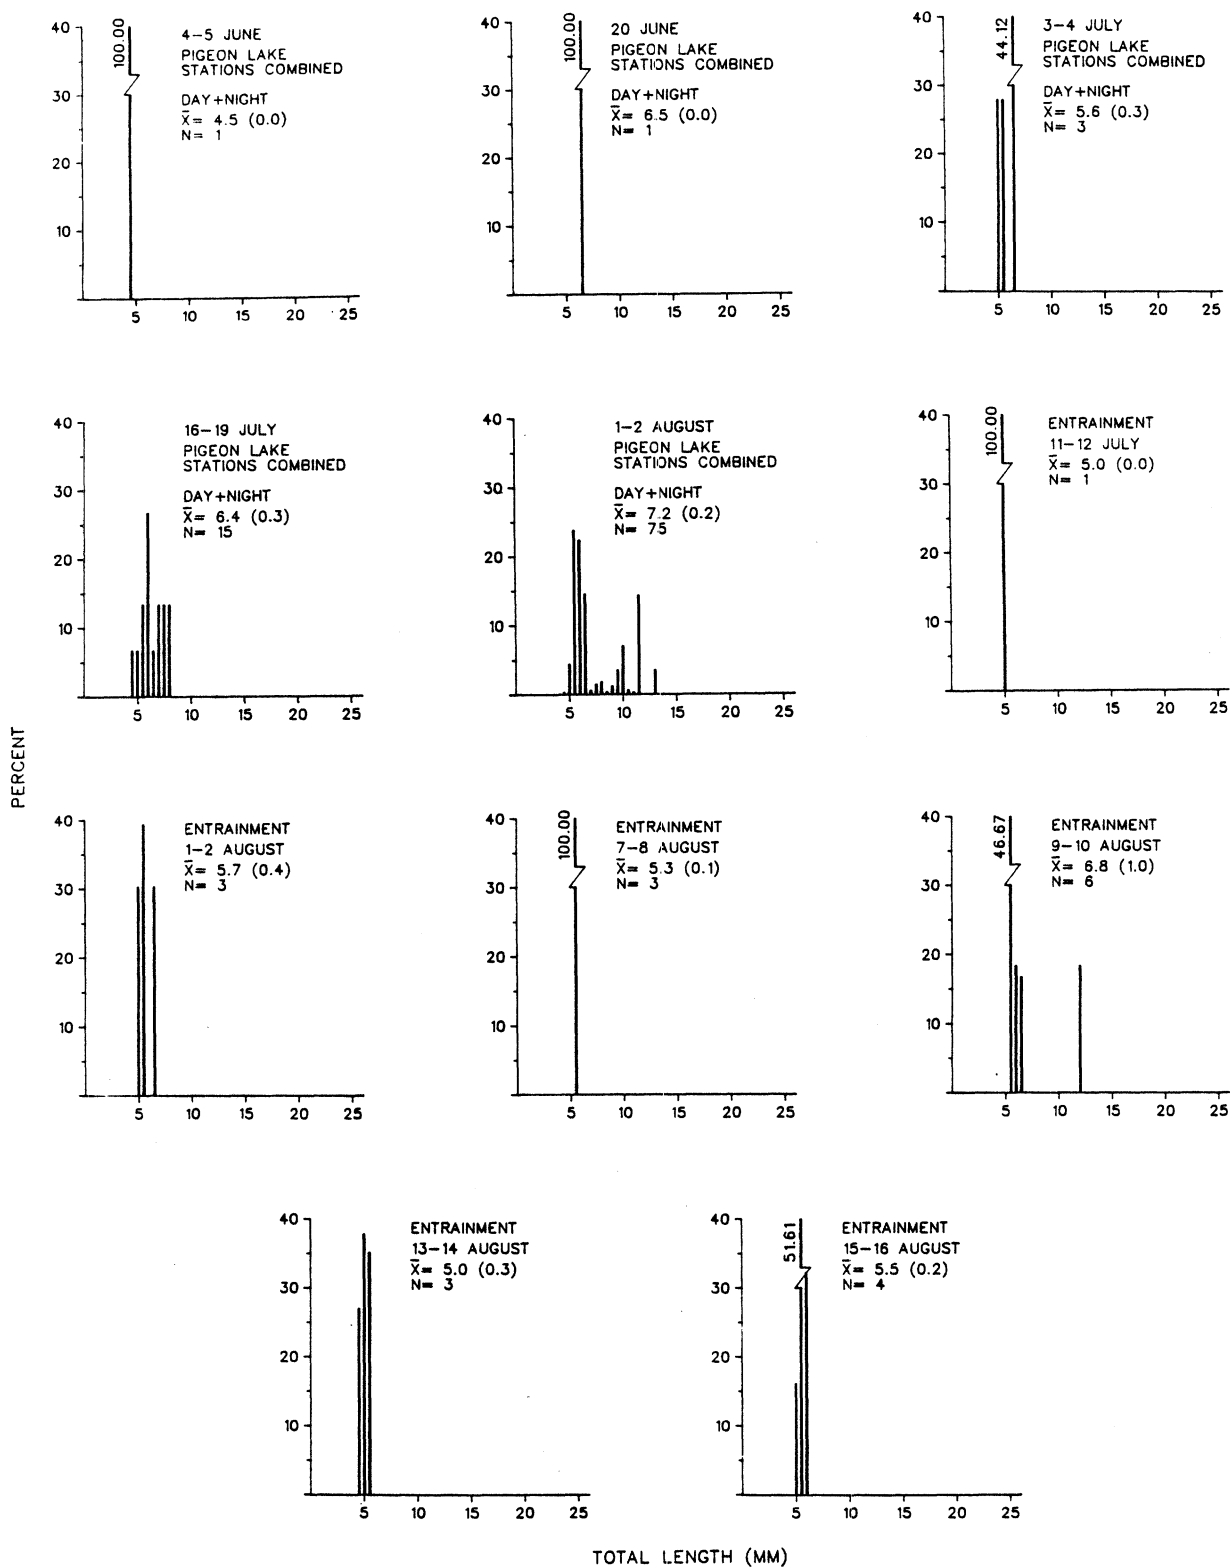 40
30
20
10
100.00
4-5 JUNE
PIGEON LAKE
STATIONS COMBINED
DAY+NIGHT
X̄= 4.5 (0.0)
N= 1
5 10 15 20 25
40
30
20
10
100.00
20 JUNE
PIGEON LAKE
STATIONS COMBINED
DAY+NIGHT
X̄= 6.5 (0.0)
N= 1
5 10 15 20 25
40
30
20
10
44.12
3-4 JULY
PIGEON LAKE
STATIONS COMBINED
DAY+NIGHT
X̄= 5.6 (0.3)
N= 3
5 10 15 20 25
40
30
20
10
16-19 JULY
PIGEON LAKE
STATIONS COMBINED
DAY+NIGHT
X̄= 6.4 (0.3)
N= 15
5 10 15 20 25
40
30
20
10
1-2 AUGUST
PIGEON LAKE
STATIONS COMBINED
DAY+NIGHT
X̄= 7.2 (0.2)
N= 75
5 10 15 20 25
40
30
20
10
100.00
ENTRAINMENT
11-12 JULY
X̄= 5.0 (0.0)
N= 1
5 10 15 20 25
PERCENT
40
30
20
10
ENTRAINMENT
1-2 AUGUST
X̄= 5.7 (0.4)
N= 3
5 10 15 20 25
40
30
20
10
100.00
ENTRAINMENT
7-8 AUGUST
X̄= 5.3 (0.1)
N= 3
5 10 15 20 25
40
30
20
10
46.67
ENTRAINMENT
9-10 AUGUST
X̄= 6.8 (1.0)
N= 6
5 10 15 20 25
40
30
20
10
ENTRAINMENT
13-14 AUGUST
X̄= 5.0 (0.3)
N= 3
5 10 15 20 25
40
30
20
10
51.61
ENTRAINMENT
15-16 AUGUST
X̄= 5.5 (0.2)
N= 4
5 10 15 20 25
TOTAL LENGTH (MM)